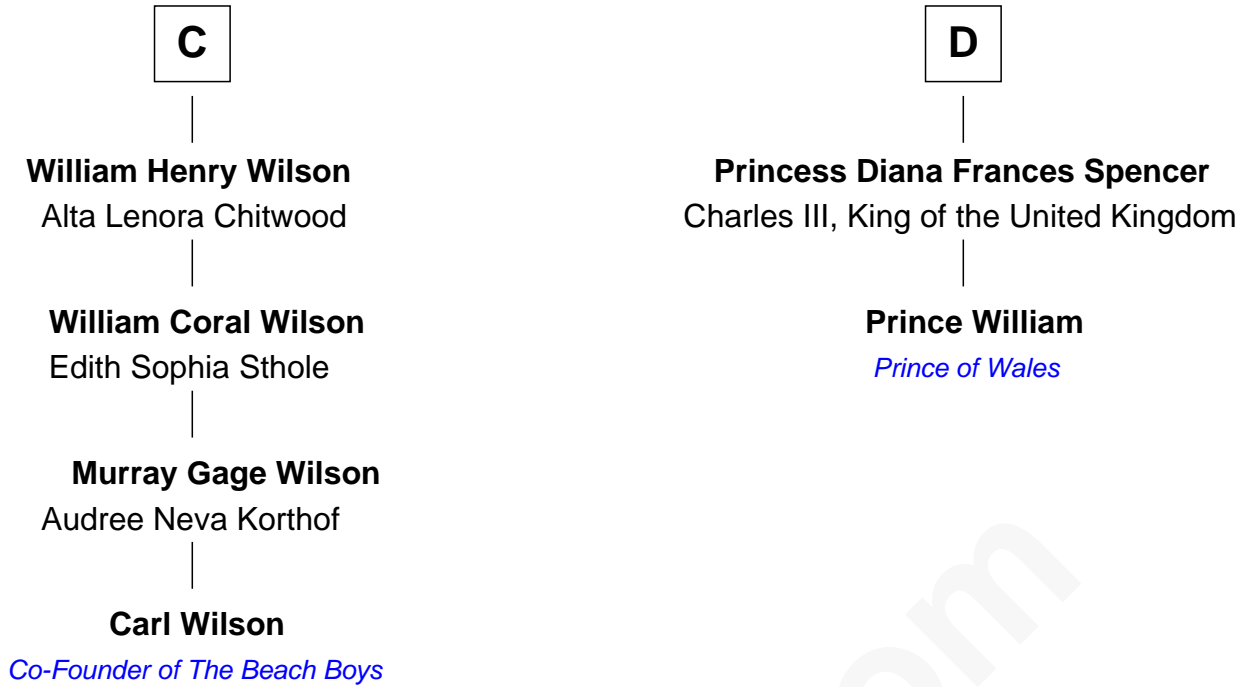 C
William Henry Wilson
Alta Lenora Chitwood
William Coral Wilson
Edith Sophia Sthole
Murray Gage Wilson
Audree Neva Korthof
Carl Wilson
Co-Founder of The Beach Boys
D
Princess Diana Frances Spencer
Charles III, King of the United Kingdom
Prince William
Prince of Wales
om